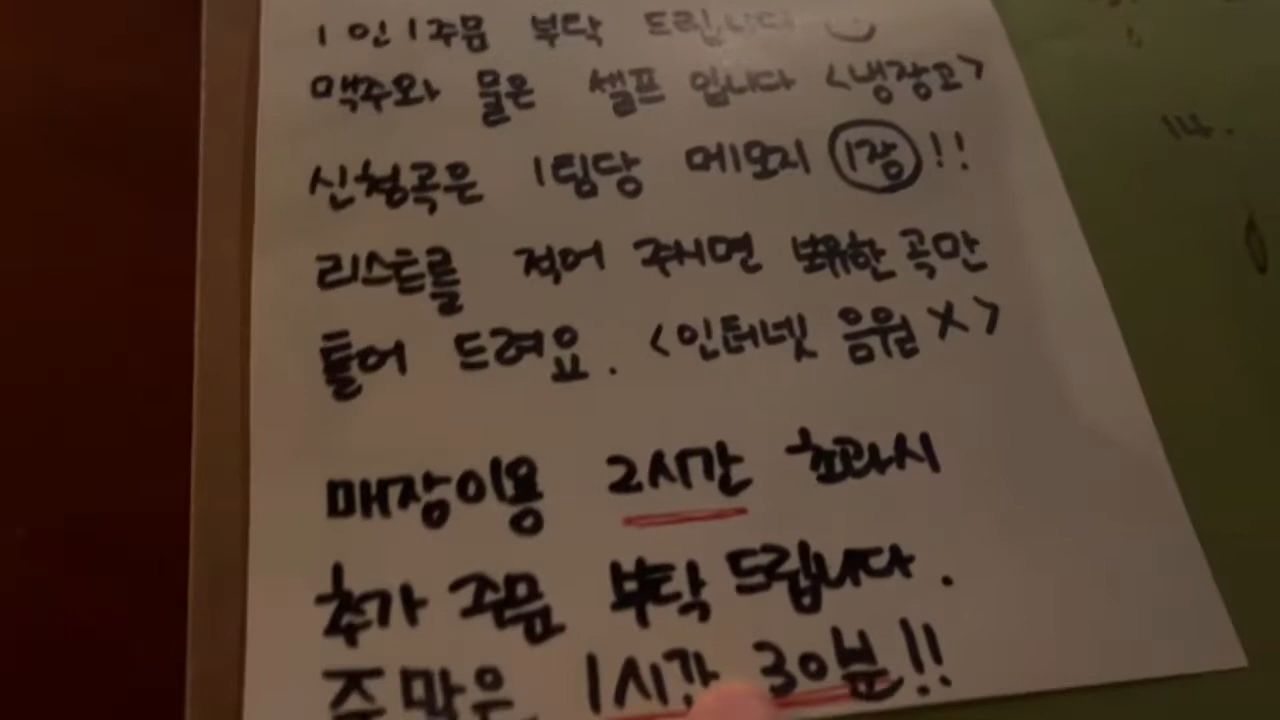 1인 1주문 부탁 드립니다
맥주와 물은 셀프 입니다 <냉장고>
신청곡은 1팀당 메모지 1장!!
리스트를 적어 주시면 보유한 곡만
틀어 드려요. <인터넷 음원 X>
매장이용 2시간 초과시
추가 주문 부탁 드립니다.
주막은 1시간 30분!!
14.